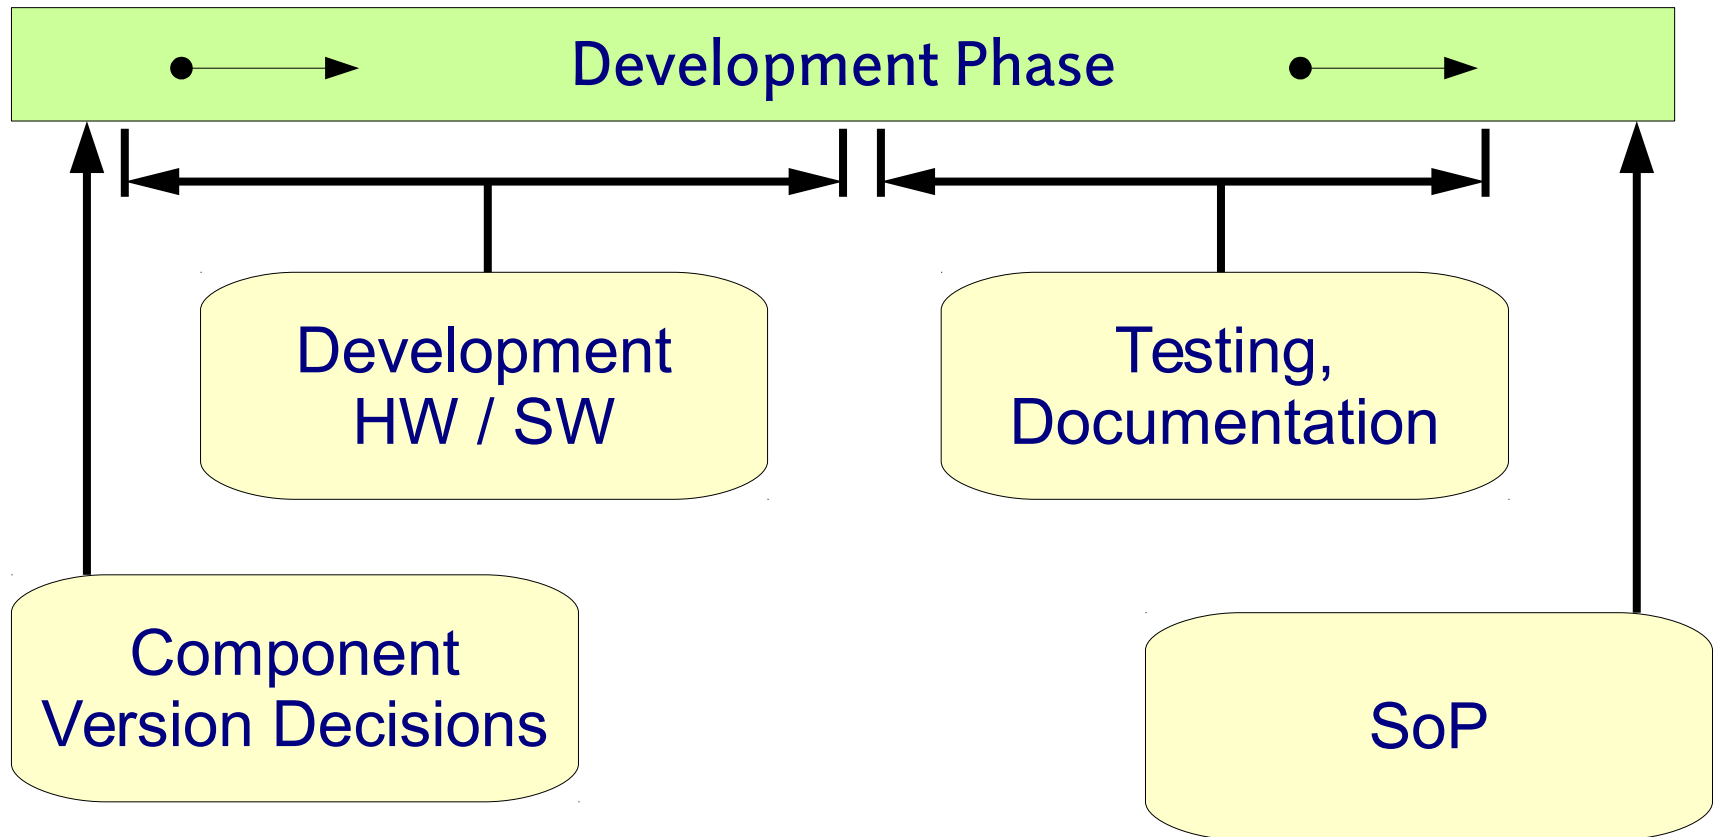 Development Phase
Development
HW / SW
Testing,
Documentation
Component
Version Decisions
SoP